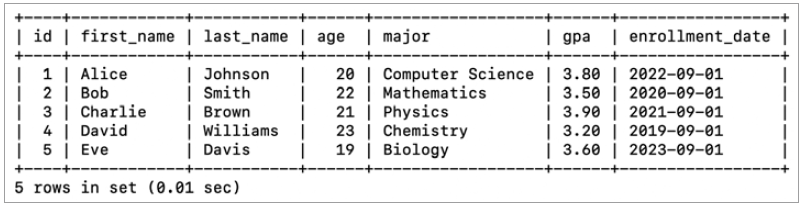 +----+------------+-----------+-----+------------------+------+-----------------+
| id | first_name | last_name | age | major            | gpa  | enrollment_date |
+----+------------+-----------+-----+------------------+------+-----------------+
|  1 | Alice      | Johnson   |  20 | Computer Science | 3.80 | 2022-09-01      |
|  2 | Bob        | Smith     |  22 | Mathematics      | 3.50 | 2020-09-01      |
|  3 | Charlie    | Brown     |  21 | Physics          | 3.90 | 2021-09-01      |
|  4 | David      | Williams  |  23 | Chemistry        | 3.20 | 2019-09-01      |
|  5 | Eve        | Davis     |  19 | Biology          | 3.60 | 2023-09-01      |
+----+------------+-----------+-----+------------------+------+-----------------+
5 rows in set (0.01 sec)